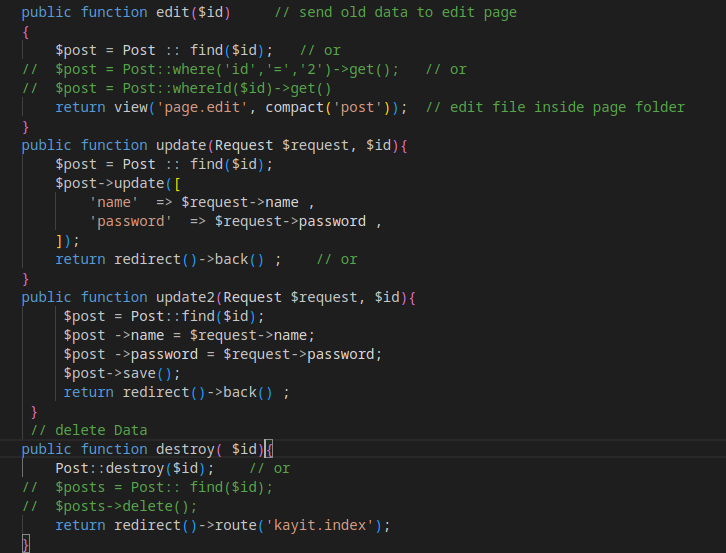 public function edit($id)     // send old data to edit page
{
    $post = Post :: find($id);   // or
//  $post = Post::where('id','=','2')->get();   // or
//  $post = Post::whereId($id)->get()
    return view('page.edit', compact('post'));  // edit file inside page folder
}
public function update(Request $request, $id){
    $post = Post :: find($id);
    $post->update([
        'name'  => $request->name ,
        'password'  => $request->password ,
    ]);
    return redirect()->back() ;    // or
}
public function update2(Request $request, $id){
     $post = Post::find($id);
     $post ->name = $request->name;
     $post ->password = $request->password;
     $post->save();
     return redirect()->back() ;
 }
 // delete Data
public function destroy( $id){
    Post::destroy($id);    // or
//  $posts = Post:: find($id);
//  $posts->delete();
    return redirect()->route('kayit.index');
}